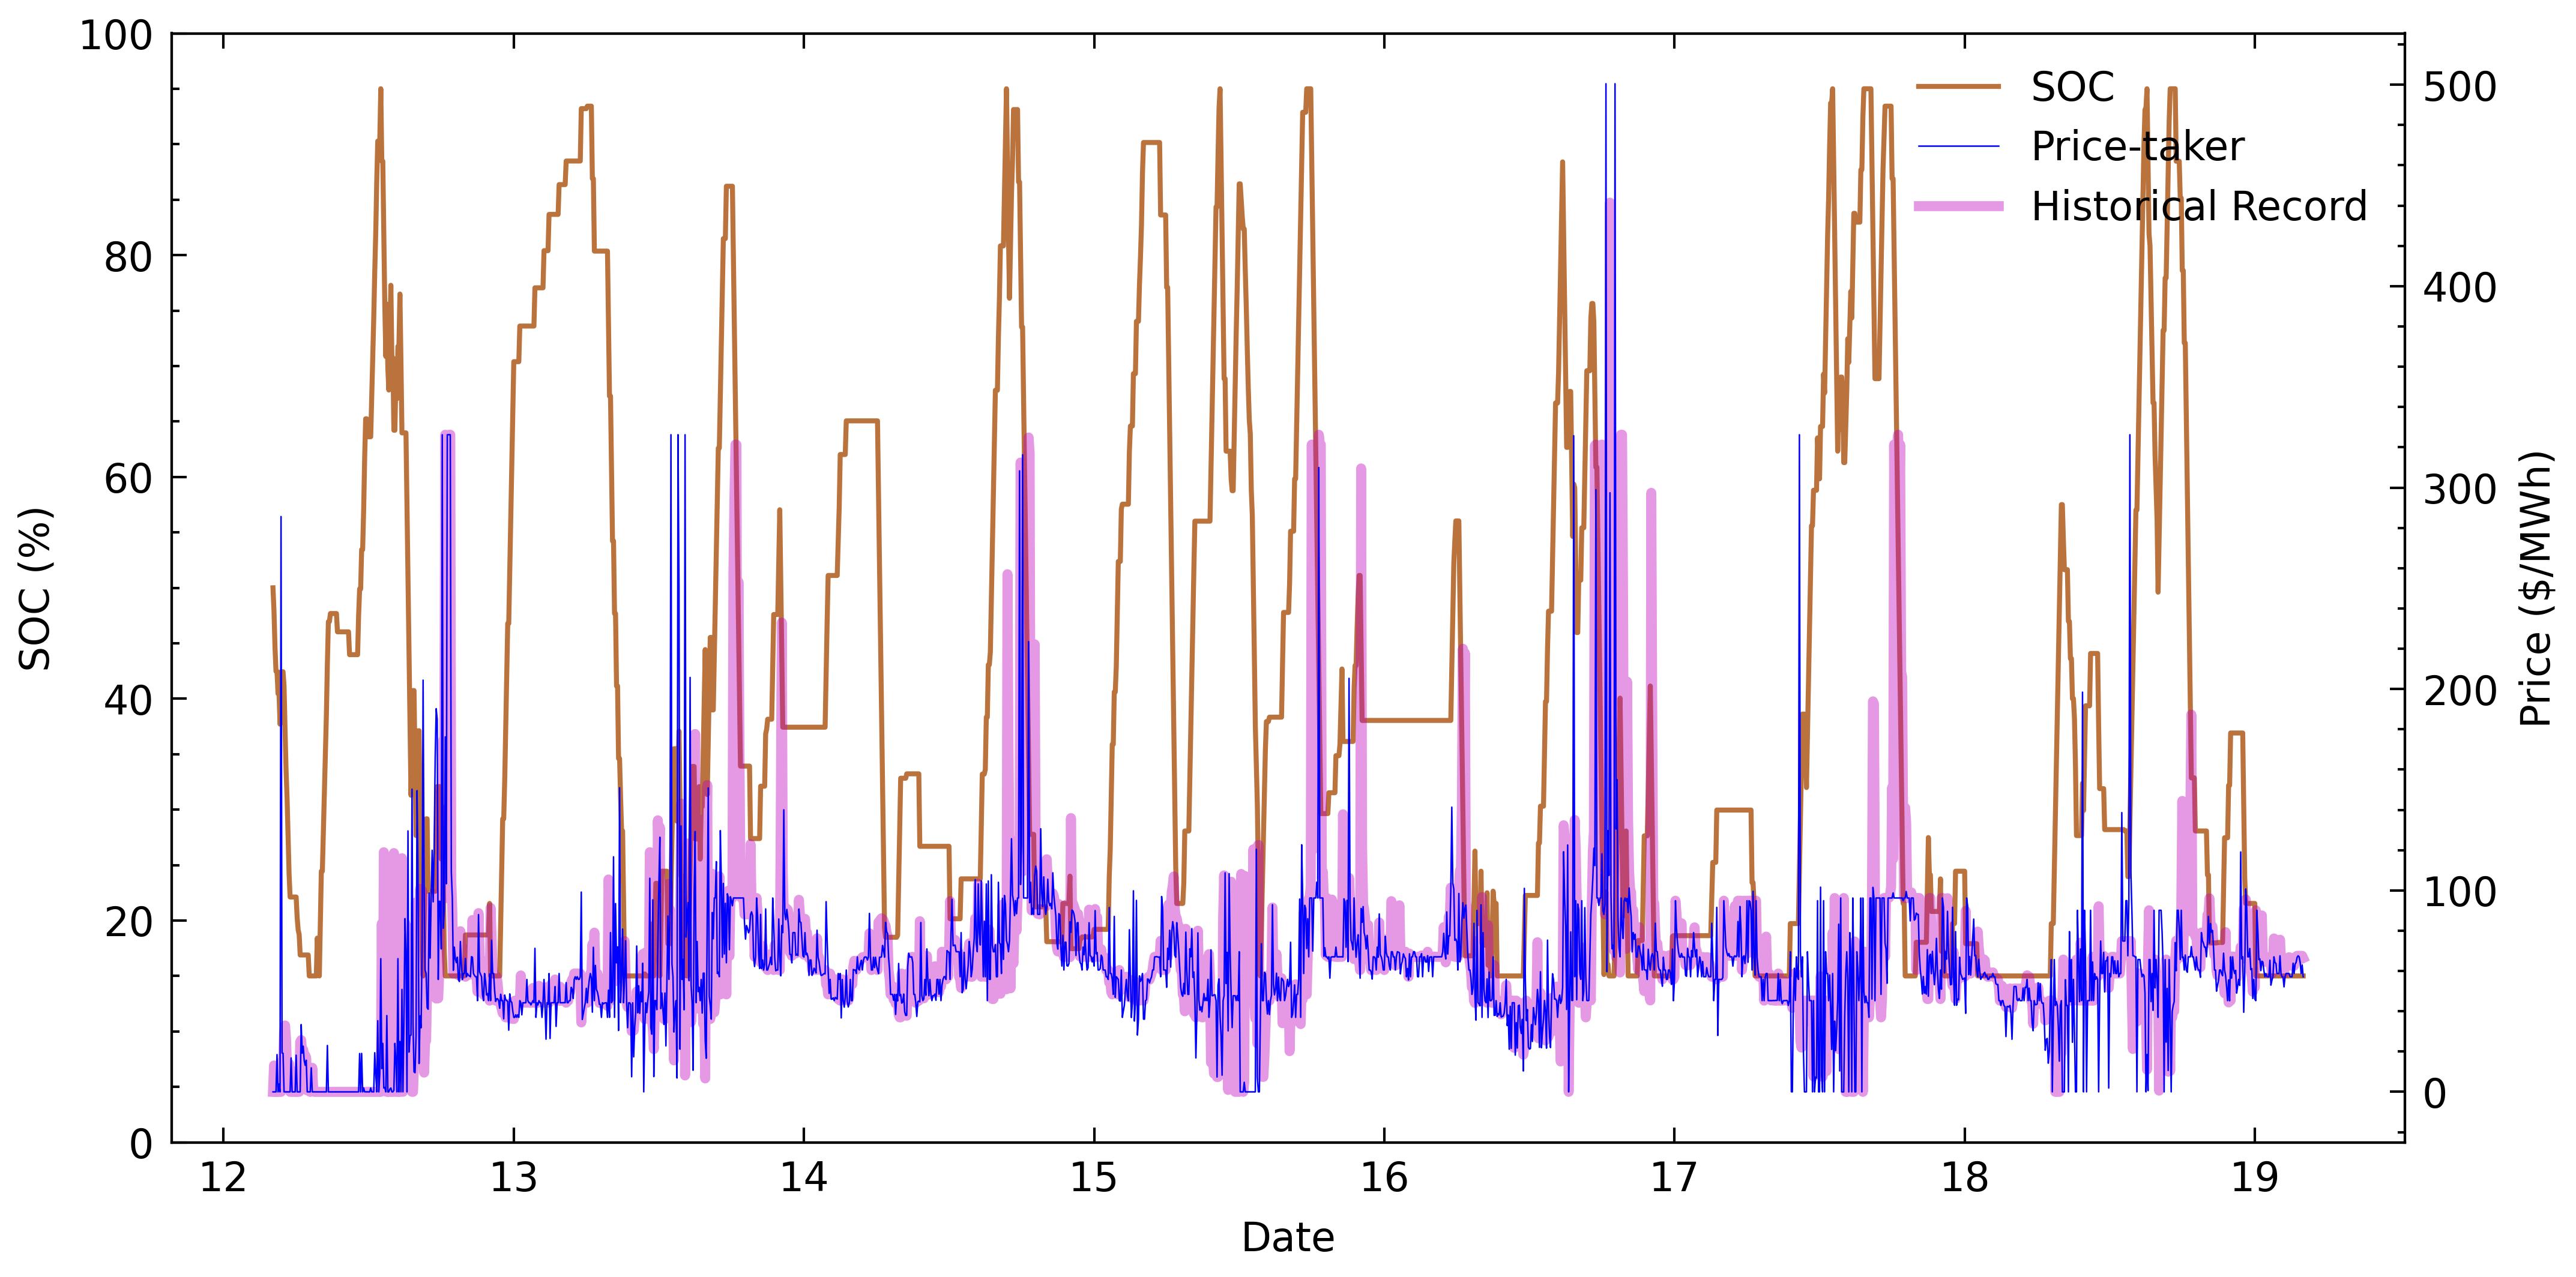 100
80
60
40
20
0
SOC (%)
500
400
300
200
100
0
Price ($/MWh)
SOC
Price-taker
Historical Record
12 13 14 15 16 17 18 19
Date